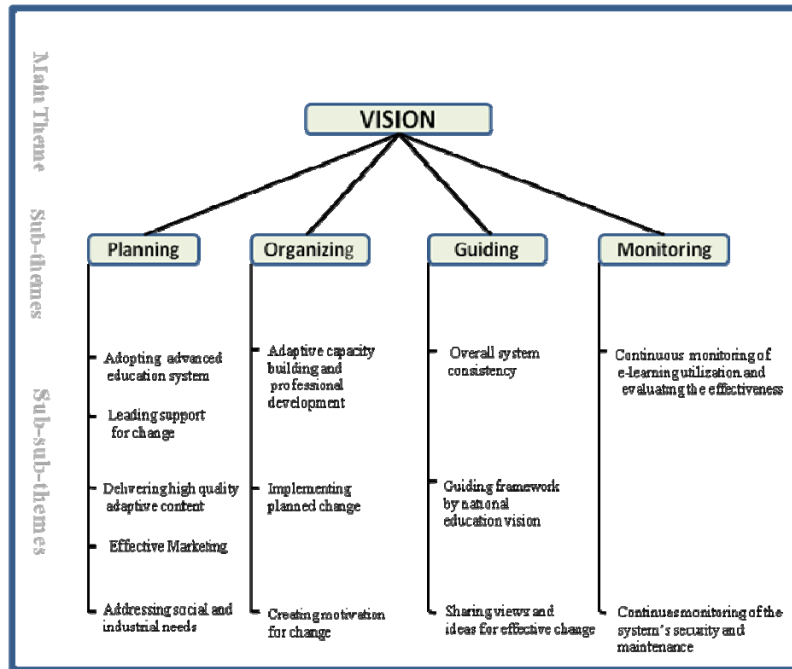 Main Theme
Sub-themes
Sub-sub-themes
VISION
Planning
Organizing
Guiding
Monitoring
Adopting advanced
education system
Leading support
for change
Delivering high quality
adaptive content
Effective Marketing
Addressing social and
industrial needs
Adaptive capacity
building and
professional
development
Implementing
planned change
Creating motivation
for change
Overall system
consistency
Guiding framework
by national
education vision
Sharing views and
ideas for effective change
Continuous monitoring of
e-learning utilization and
evaluating the effectiveness
Continues monitoring of the
system's security and
maintenance